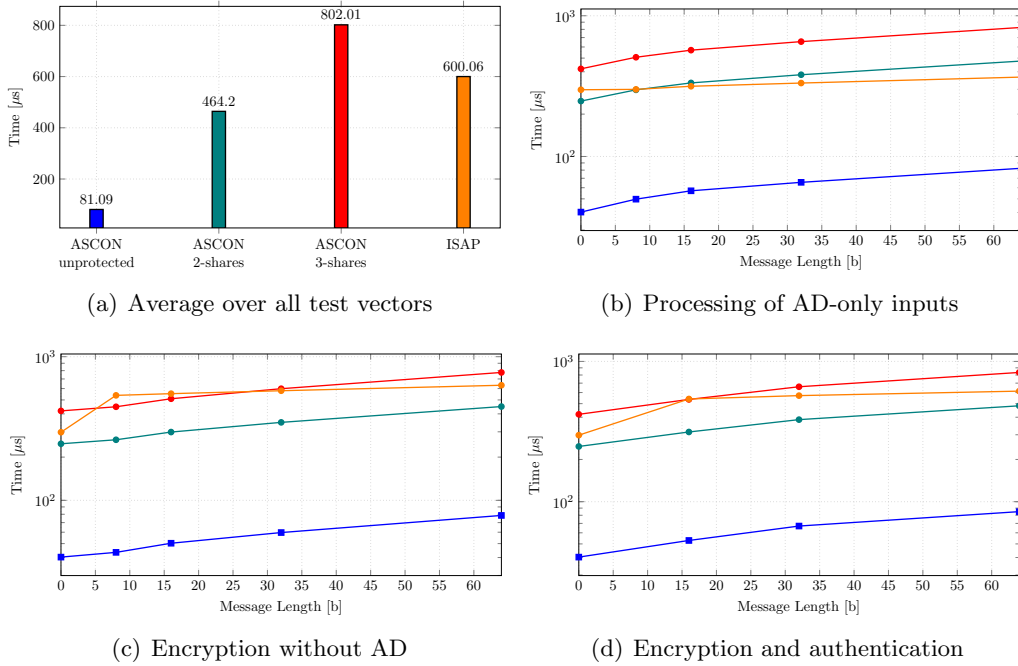 802.01
800
600.06
600
464.2
400
200
81.09
Time [μs]
ASCON
unprotected
ASCON
2-shares
ASCON
3-shares
ISAP
(a) Average over all test vectors
10³
10²
Time [μs]
0 5 10 15 20 25 30 35 40 45 50 55 60
Message Length [b]
(b) Processing of AD-only inputs
10³
10²
Time [μs]
0 5 10 15 20 25 30 35 40 45 50 55 60
Message Length [b]
(c) Encryption without AD
10³
10²
Time [μs]
0 5 10 15 20 25 30 35 40 45 50 55 60
Message Length [b]
(d) Encryption and authentication